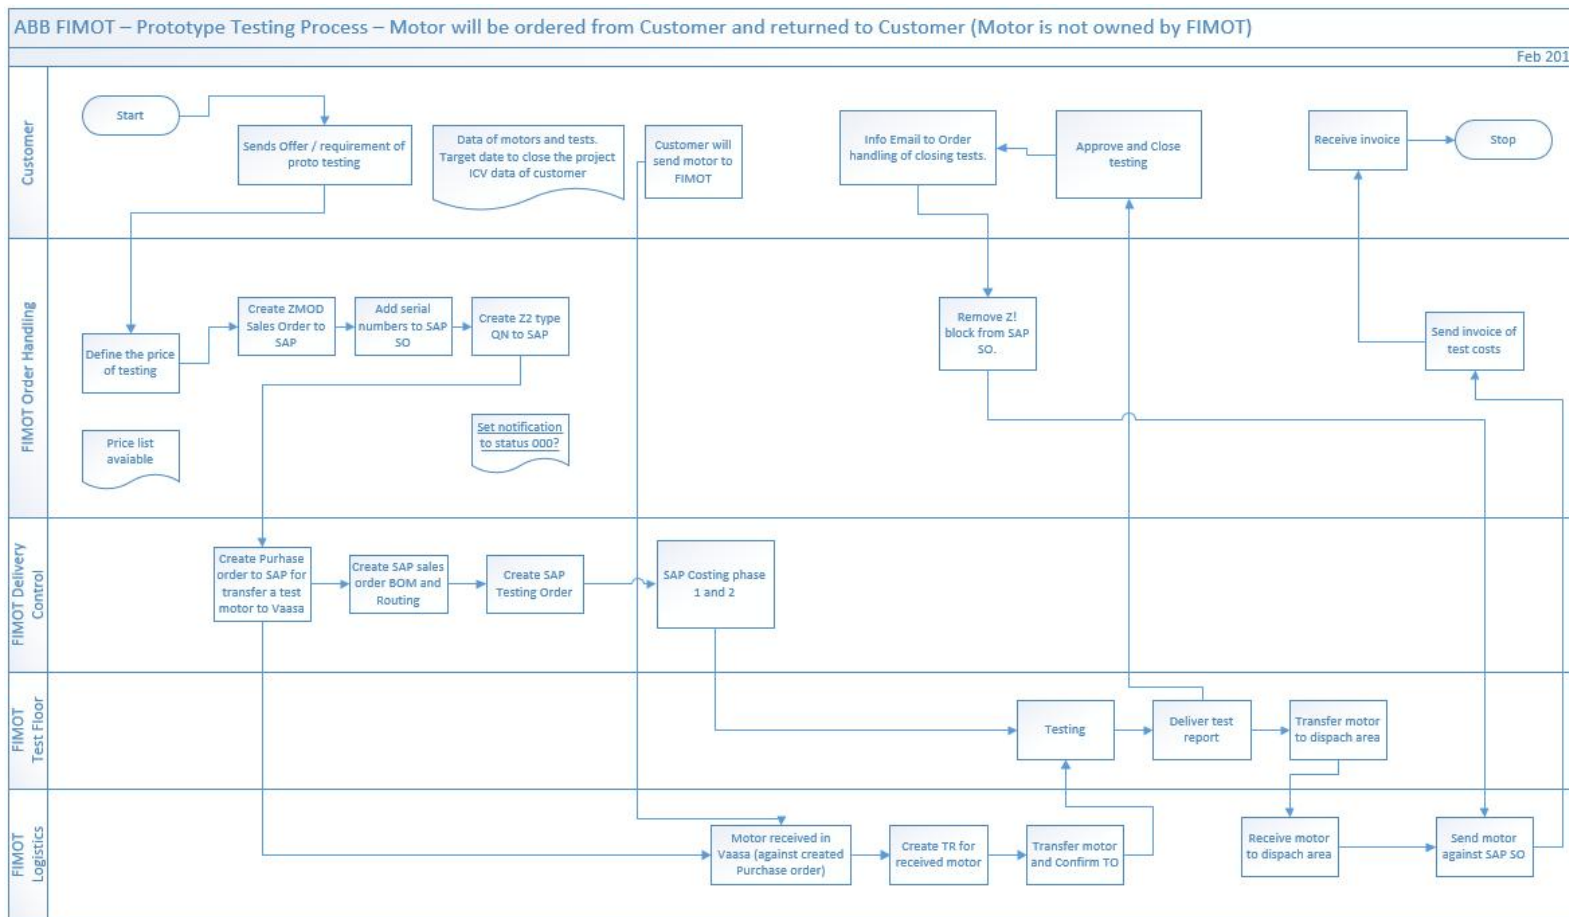 ABB FIMOT – Prototype Testing Process – Motor will be ordered from Customer and returned to Customer (Motor is not owned by FIMOT)
Feb 201
Customer
Start
Sends Offer / requirement of
proto testing
Data of motors and tests.
Target date to close the project
ICV data of customer
Customer will
send motor to
FIMOT
Info Email to Order
handling of closing tests.
Approve and Close
testing
Receive invoice
Stop
FIMOT Order Handling
Define the price
of testing
Create ZMOD
Sales Order to
SAP
Add serial
numbers to SAP
SO
Create Z2 type
QN to SAP
Remove Z!
block from SAP
SO.
Send invoice of
test costs
Price list
avaiable
Set notification
to status 000?
FIMOT Delivery
Control
Create Purhase
order to SAP for
transfer a test
motor to Vaasa
Create SAP sales
order BOM and
Routing
Create SAP
Testing Order
SAP Costing phase
1 and 2
FIMOT
Test Floor
Testing
Deliver test
report
Transfer motor
to dispach area
FIMOT
Logistics
Motor received in
Vaasa (against created
Purchase order)
Create TR for
received motor
Transfer motor
and Confirm TO
Receive motor
to dispach area
Send motor
against SAP SO